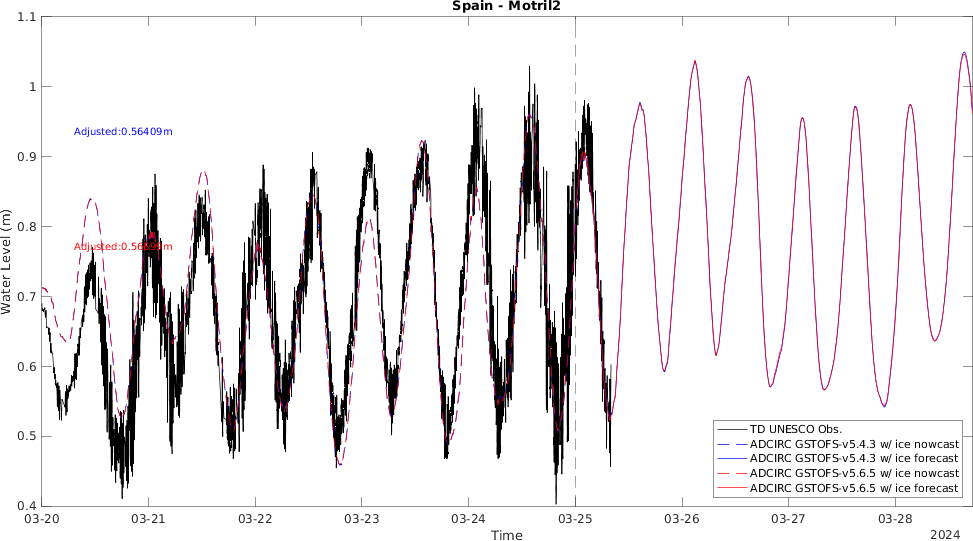 Spain - Motril2
1.1
1
0.9
0.8
0.7
0.6
0.5
0.4
Water Level (m)
Adjusted:0.56409m
03-20
03-21
03-22
03-23
03-24
03-25
03-26
03-27
03-28
Time
2024
TD UNESCO Obs.
ADCIRC GSTOFS-v5.4.3 w/ ice nowcast
ADCIRC GSTOFS-v5.4.3 w/ ice forecast
ADCIRC GSTOFS-v5.6.5 w/ ice nowcast
ADCIRC GSTOFS-v5.6.5 w/ ice forecast